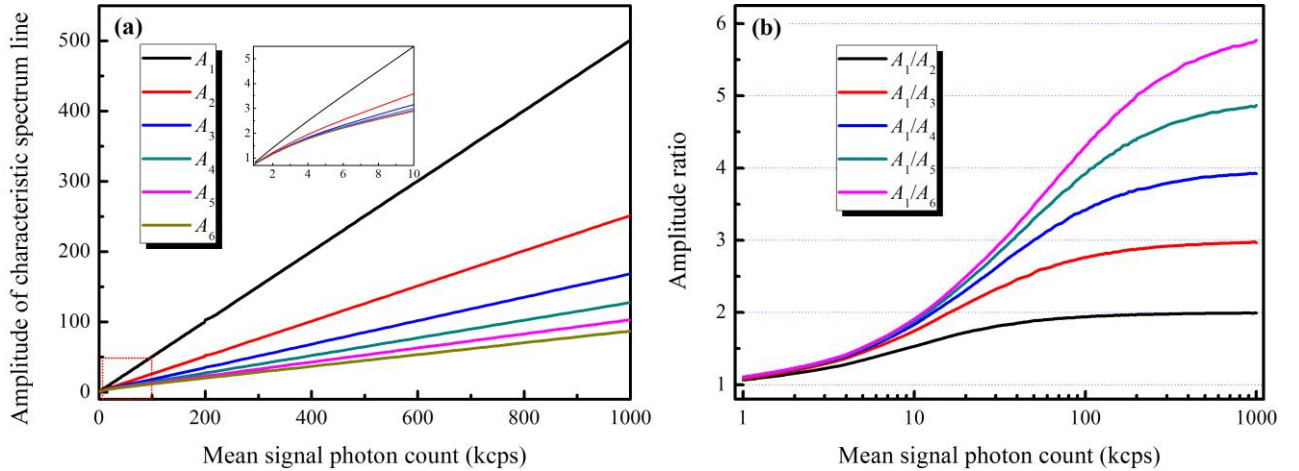 (a)
Amplitude of characteristic spectrum line
500
400
300
200
100
0
A1
A2
A3
A4
A5
A6
5
4
3
2
1
2 4 6 8 10
0 200 400 600 800 1000
Mean signal photon count (kcps)
(b)
Amplitude ratio
6
5
4
3
2
1
A1/A2
A1/A3
A1/A4
A1/A5
A1/A6
1 10 100 1000
Mean signal photon count (kcps)